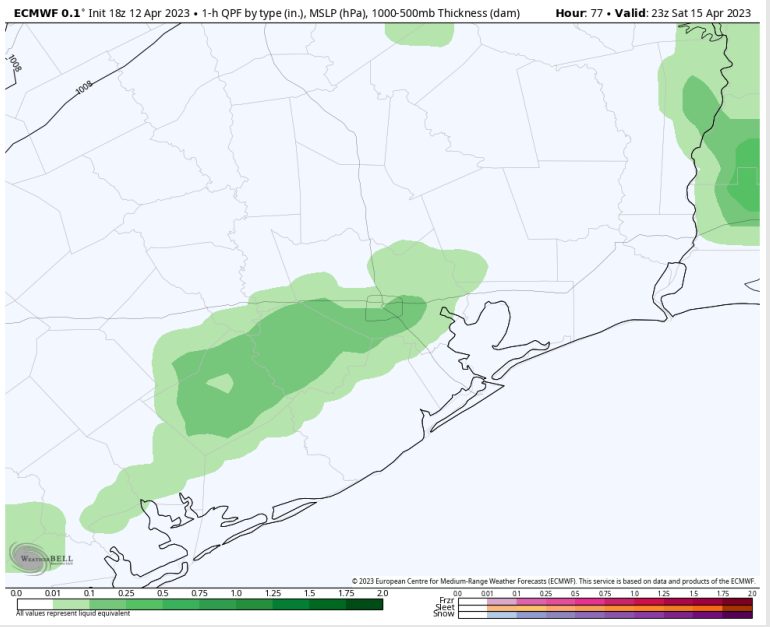 ECMWF 0.1° Init 18z 12 Apr 2023 • 1-h QPF by type (in.), MSLP (hPa), 1000-500mb Thickness (dam) Hour: 77 • Valid: 23z Sat 15 Apr 2023
1008
1008
WEATHERBELL
© 2023 European Centre for Medium-Range Weather Forecasts (ECMWF). This service is based on data and products of the ECMWF.
0.0 0.01 0.1 0.25 0.5 0.75 1.0 1.25 1.5 1.75 2.0
All values represent liquid equivalent
0.0 0.01 0.1 0.25 0.5 0.75 1.0 1.25 1.5 1.75 2.0
Frzr
Sleet
Snow